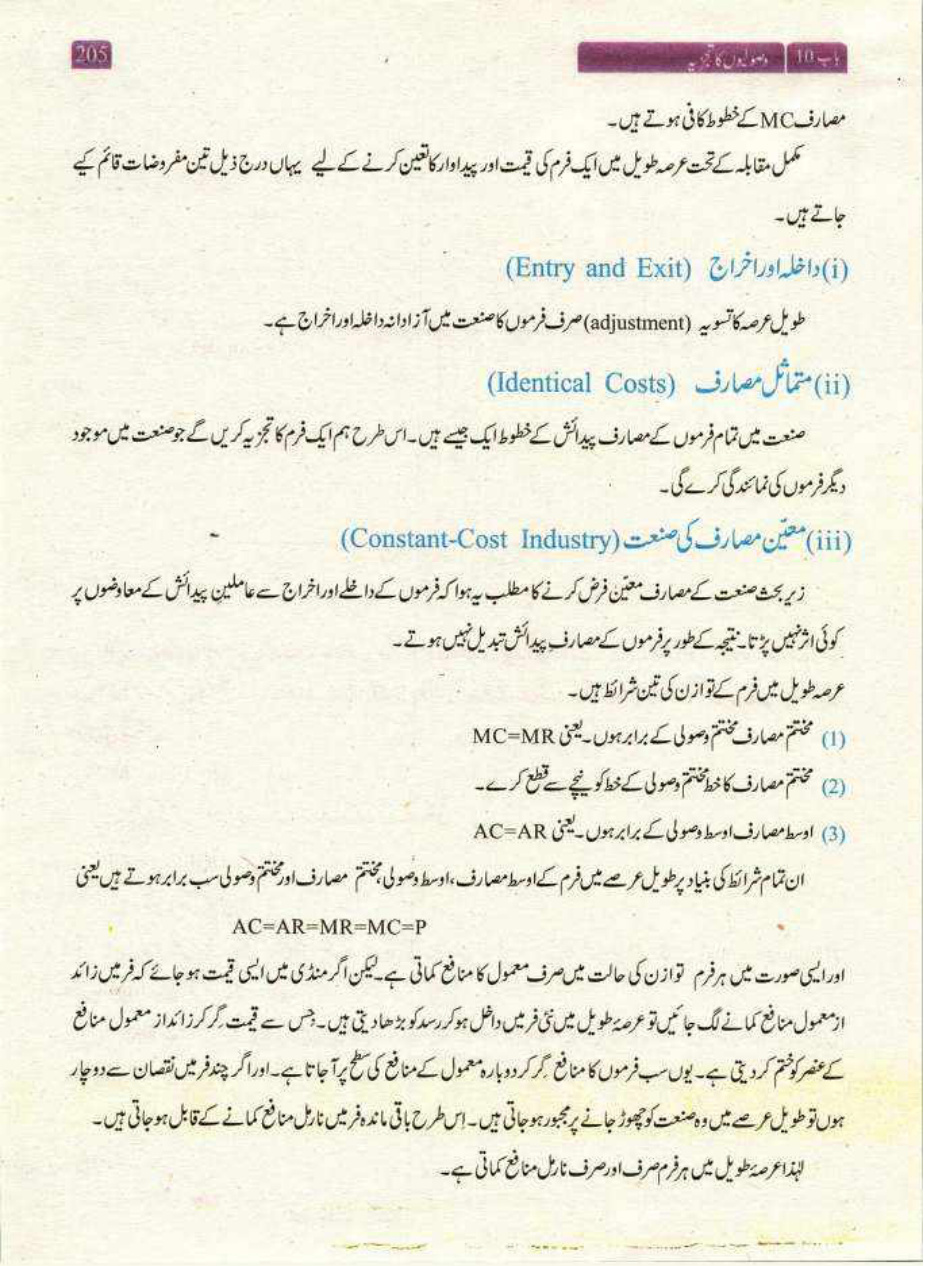 باب 10 وصولیوں کا تجزیہ 205
مصارف MC کے خطوط کافی ہوتے ہیں۔
مکمل مقابلہ کے تحت عرصہ طویل میں ایک فرم کی قیمت اور پیداوار کا تعین کرنے کے لیے یہاں درج ذیل تین مفروضات قائم کیے
جاتے ہیں۔
(i) داخلہ اور اخراج (Entry and Exit)
طویل عرصہ کا تسویہ (adjustment) صرف فرموں کا صنعت میں آزادانہ داخلہ اور اخراج ہے۔
(ii) متماثل مصارف (Identical Costs)
صنعت میں تمام فرموں کے مصارف پیدائش کے خطوط ایک جیسے ہیں۔ اس طرح ہم ایک فرم کا تجزیہ کریں گے جو صنعت میں موجود
دیگر فرموں کی نمائندگی کرے گی۔
(iii) معیّن مصارف کی صنعت (Constant-Cost Industry)
زیر بحث صنعت کے مصارف معیّن فرض کرنے کا مطلب یہ ہوا کہ فرموں کے داخلے اور اخراج سے عاملینِ پیدائش کے معاوضوں پر
کوئی اثر نہیں پڑتا۔ نتیجہ کے طور پر فرموں کے مصارفِ پیدائش تبدیل نہیں ہوتے۔
عرصہ طویل میں فرم کے توازن کی تین شرائط ہیں۔
(1) مختتم مصارف مختتم وصولی کے برابر ہوں۔ یعنی MC=MR
(2) مختتم مصارف کا خط مختتم وصولی کے خط کو نیچے سے قطع کرے۔
(3) اوسط مصارف اوسط وصولی کے برابر ہوں۔ یعنی AC=AR
ان تمام شرائط کی بنیاد پر طویل عرصے میں فرم کے اوسط مصارف، اوسط وصولی، مختتم مصارف اور مختتم وصولی سب برابر ہوتے ہیں یعنی
AC=AR=MR=MC=P
اور ایسی صورت میں ہر فرم توازن کی حالت میں صرف معمول کا منافع کماتی ہے۔ لیکن اگر منڈی میں ایسی قیمت ہو جائے کہ فرمیں زائد
از معمول منافع کمانے لگ جائیں تو عرصۂ طویل میں نئی فرمیں داخل ہو کر رسد کو بڑھا دیتی ہیں۔ جِس سے قیمت گِر کر زائد از معمول منافع
کے عنصر کو ختم کر دیتی ہے۔ یوں سب فرموں کا منافع گِر کر دوبارہ معمول کے منافع کی سطح پر آ جاتا ہے۔ اور اگر چند فرمیں نقصان سے دوچار
ہوں تو طویل عرصے میں وہ صنعت کو چھوڑ جانے پر مجبور ہو جاتی ہیں۔ اِس طرح باقی ماندہ فرمیں نارمل منافع کمانے کے قابل ہو جاتی ہیں۔
لہٰذا عرصۂ طویل میں ہر فرم صرف اور صرف نارمل منافع کماتی ہے۔